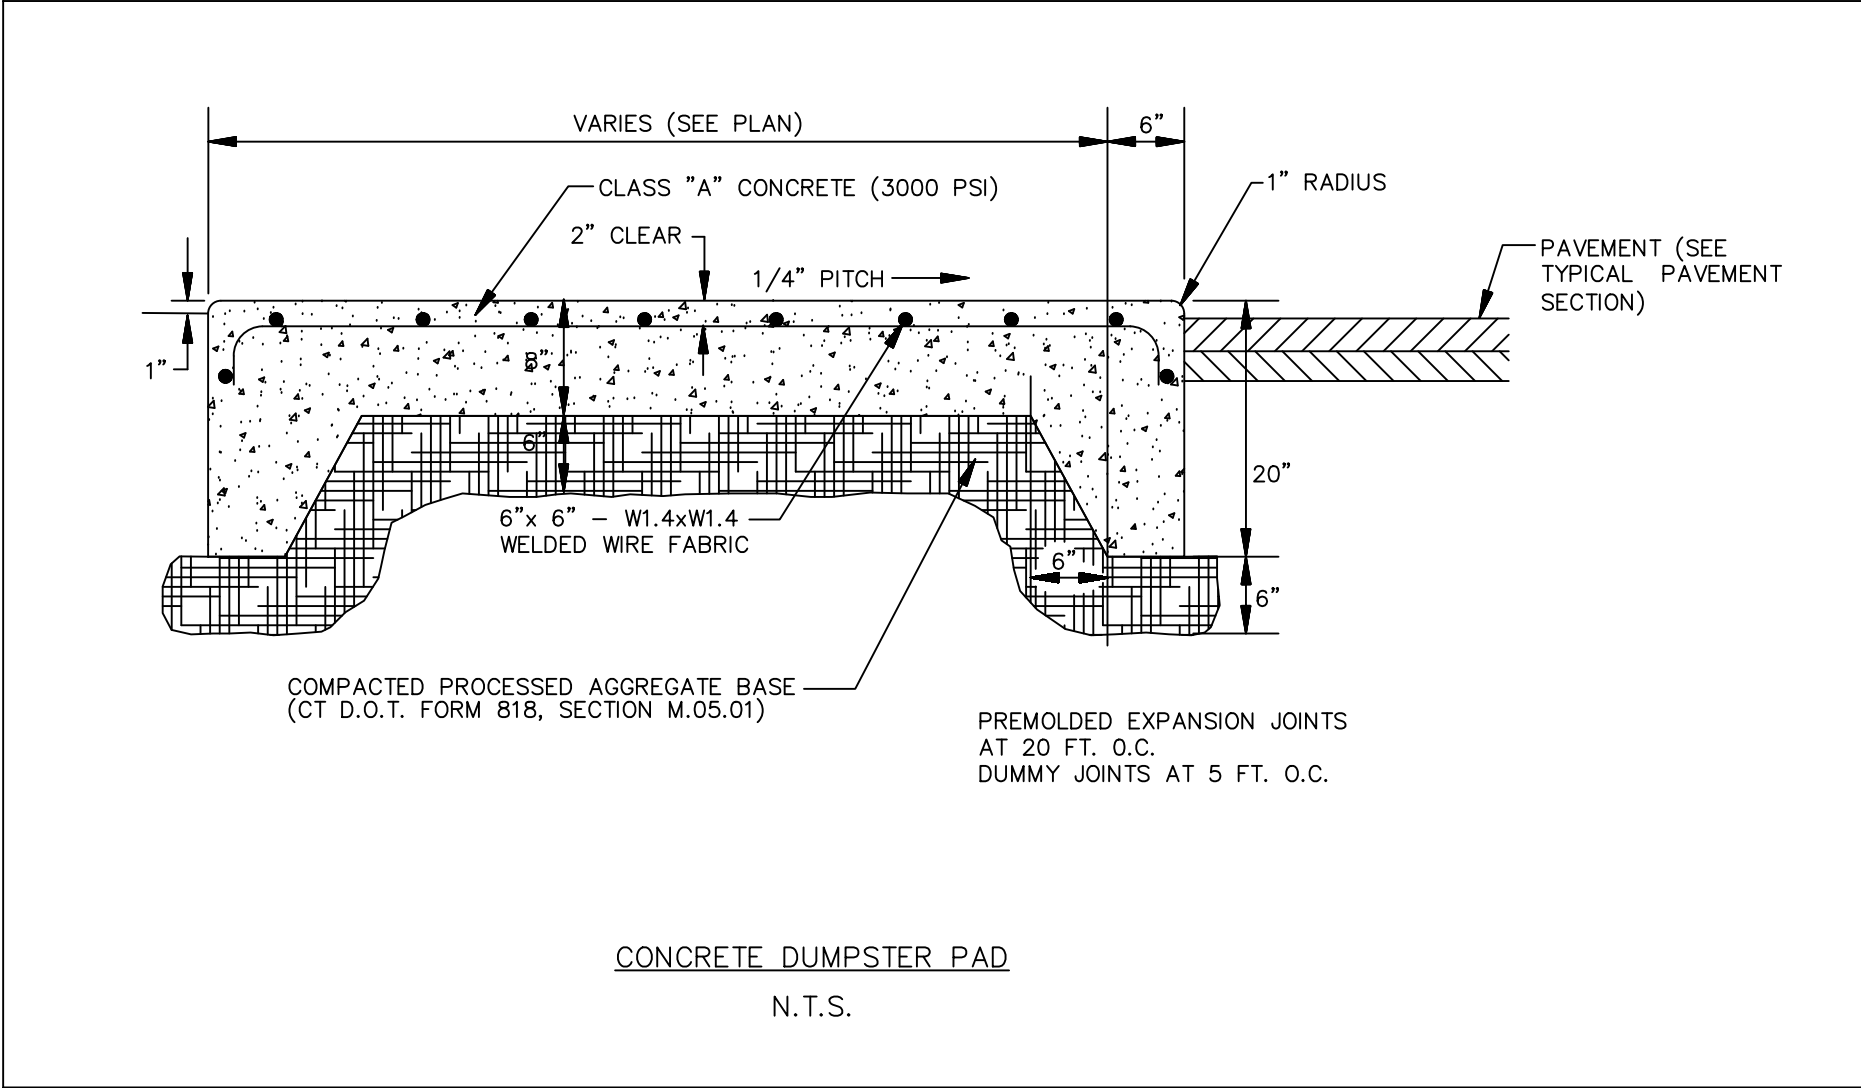 VARIES (SEE PLAN)
6"
CLASS "A" CONCRETE (3000 PSI)
1" RADIUS
2" CLEAR
1/4" PITCH
PAVEMENT (SEE
TYPICAL PAVEMENT
SECTION)
1"
6"
20"
6"x 6" – W1.4xW1.4
WELDED WIRE FABRIC
6"
6"
COMPACTED PROCESSED AGGREGATE BASE
(CT D.O.T. FORM 818, SECTION M.05.01)
PREMOLDED EXPANSION JOINTS
AT 20 FT. O.C.
DUMMY JOINTS AT 5 FT. O.C.
CONCRETE DUMPSTER PAD
N.T.S.